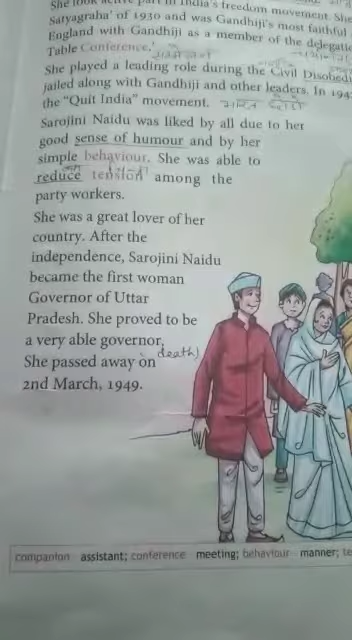 She took active part in India's freedom movement. She
Satyagraha' of 1930 and was Gandhiji's most faithful
England with Gandhiji as a member of the delegatio
Table Conference.'
She played a leading role during the Civil Disobedi
jailed along with Gandhiji and other leaders. In 194
the "Quit India" movement.
Sarojini Naidu was liked by all due to her
good sense of humour and by her
simple behaviour. She was able to
reduce tension among the
party workers.
She was a great lover of her
country. After the
independence, Sarojini Naidu
became the first woman
Governor of Uttar
Pradesh. She proved to be
a very able governor.
She passed away on death)
2nd March, 1949.
companion assistant; conference meeting; behaviour manner; te